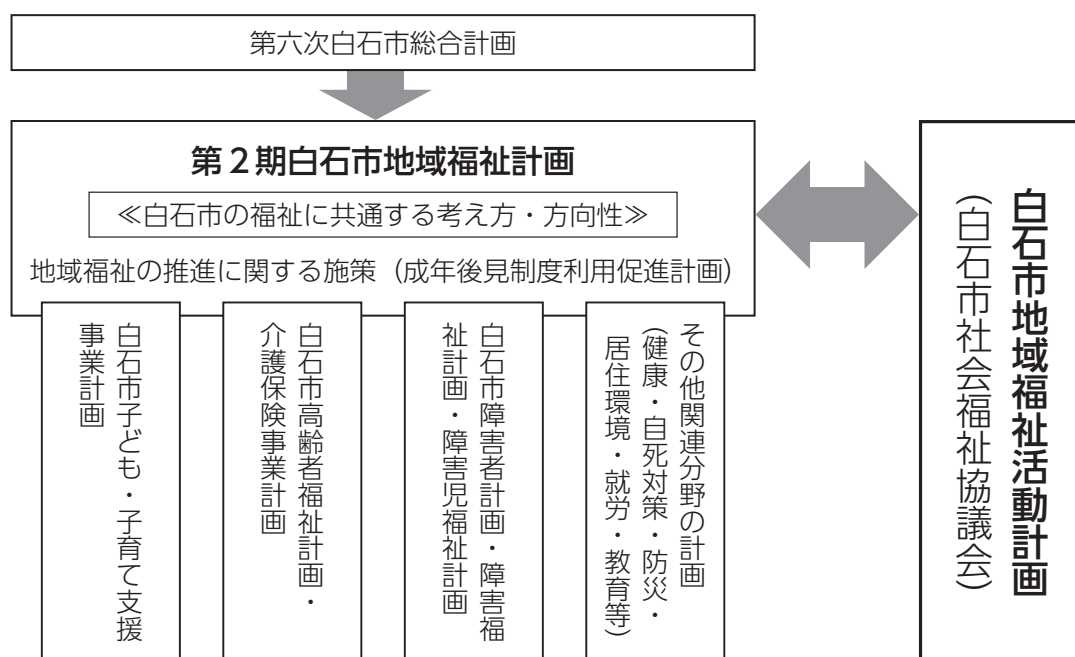 第六次白石市総合計画
第２期白石市地域福祉計画
≪白石市の福祉に共通する考え方・方向性≫
地域福祉の推進に関する施策（成年後見制度利用促進計画）
白石市子ども・子育て支援
事業計画
白石市高齢者福祉計画・
介護保険事業計画
白石市障害者計画・障害福
祉計画・障害児福祉計画
その他関連分野の計画
（健康・自死対策・防災・
居住環境・就労・教育等）
白石市地域福祉活動計画
（白石市社会福祉協議会）